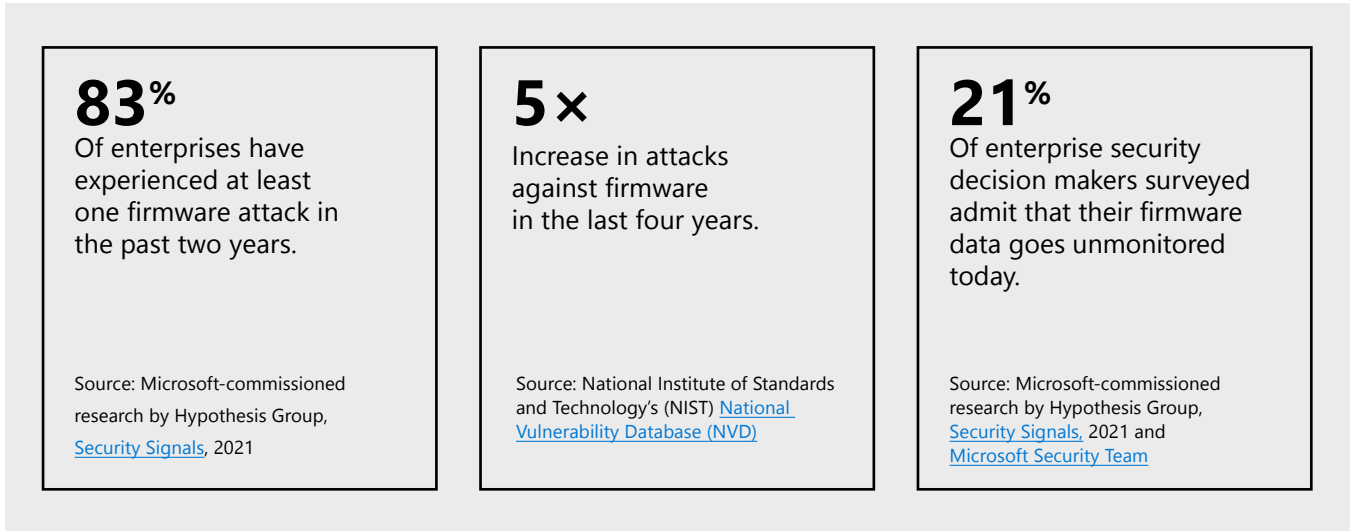 83%
Of enterprises have
experienced at least
one firmware attack in
the past two years.
Source: Microsoft-commissioned
research by Hypothesis Group,
Security Signals, 2021
5×
Increase in attacks
against firmware
in the last four years.
Source: National Institute of Standards
and Technology’s (NIST) National
Vulnerability Database (NVD)
21%
Of enterprise security
decision makers surveyed
admit that their firmware
data goes unmonitored
today.
Source: Microsoft-commissioned
research by Hypothesis Group,
Security Signals, 2021 and
Microsoft Security Team